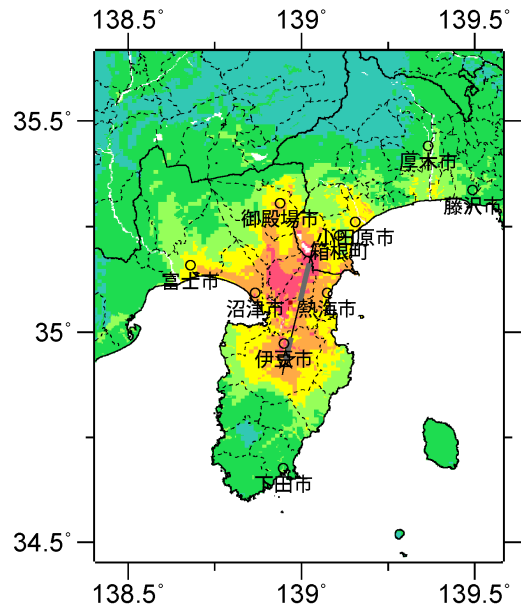 138.5° 139° 139.5°
35.5°
厚木市
藤沢市
御殿場市
小田原市
箱根町
富士市
沼津市 熱海市
35°
伊豆市
下田市
34.5°
138.5° 139° 139.5°